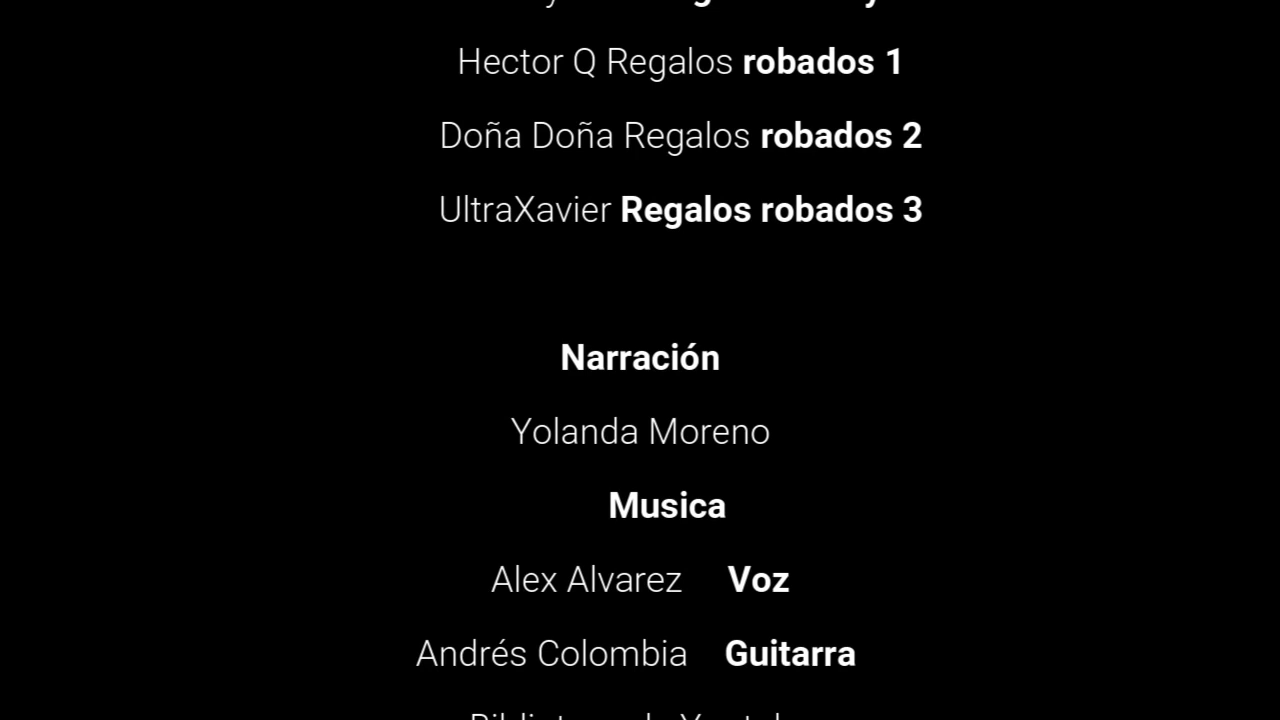 Hector Q Regalos robados 1
Doña Doña Regalos robados 2
UltraXavier Regalos robados 3
Narración
Yolanda Moreno
Musica
Alex Alvarez Voz
Andrés Colombia Guitarra